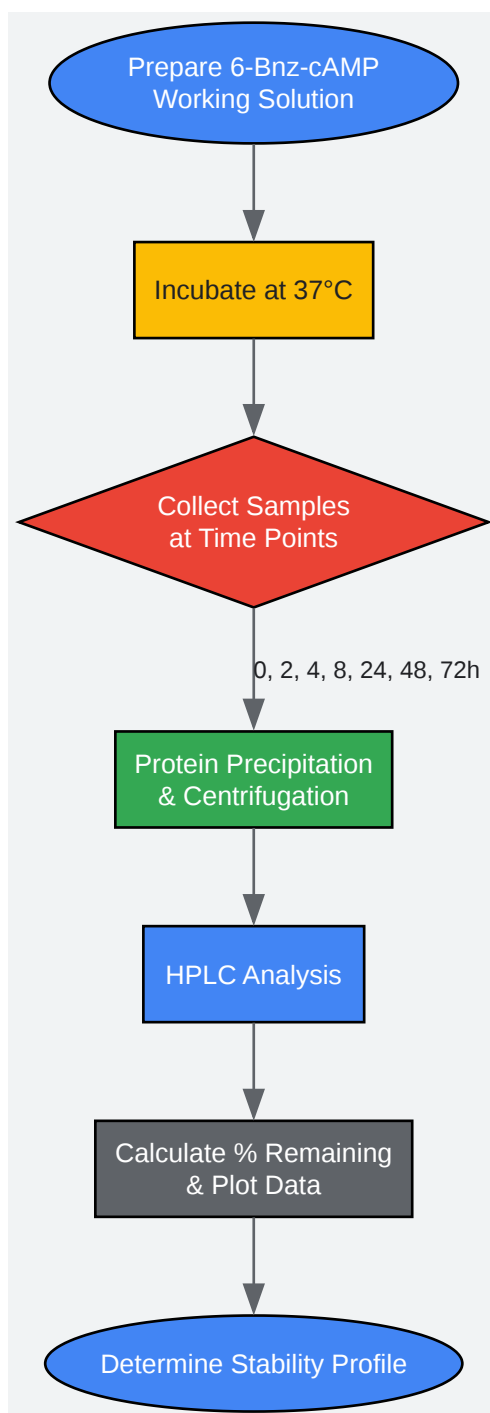 Prepare 6-Bnz-cAMP
Working Solution
Incubate at 37°C
Collect Samples
at Time Points
0, 2, 4, 8, 24, 48, 72h
Protein Precipitation
& Centrifugation
HPLC Analysis
Calculate % Remaining
& Plot Data
Determine Stability Profile